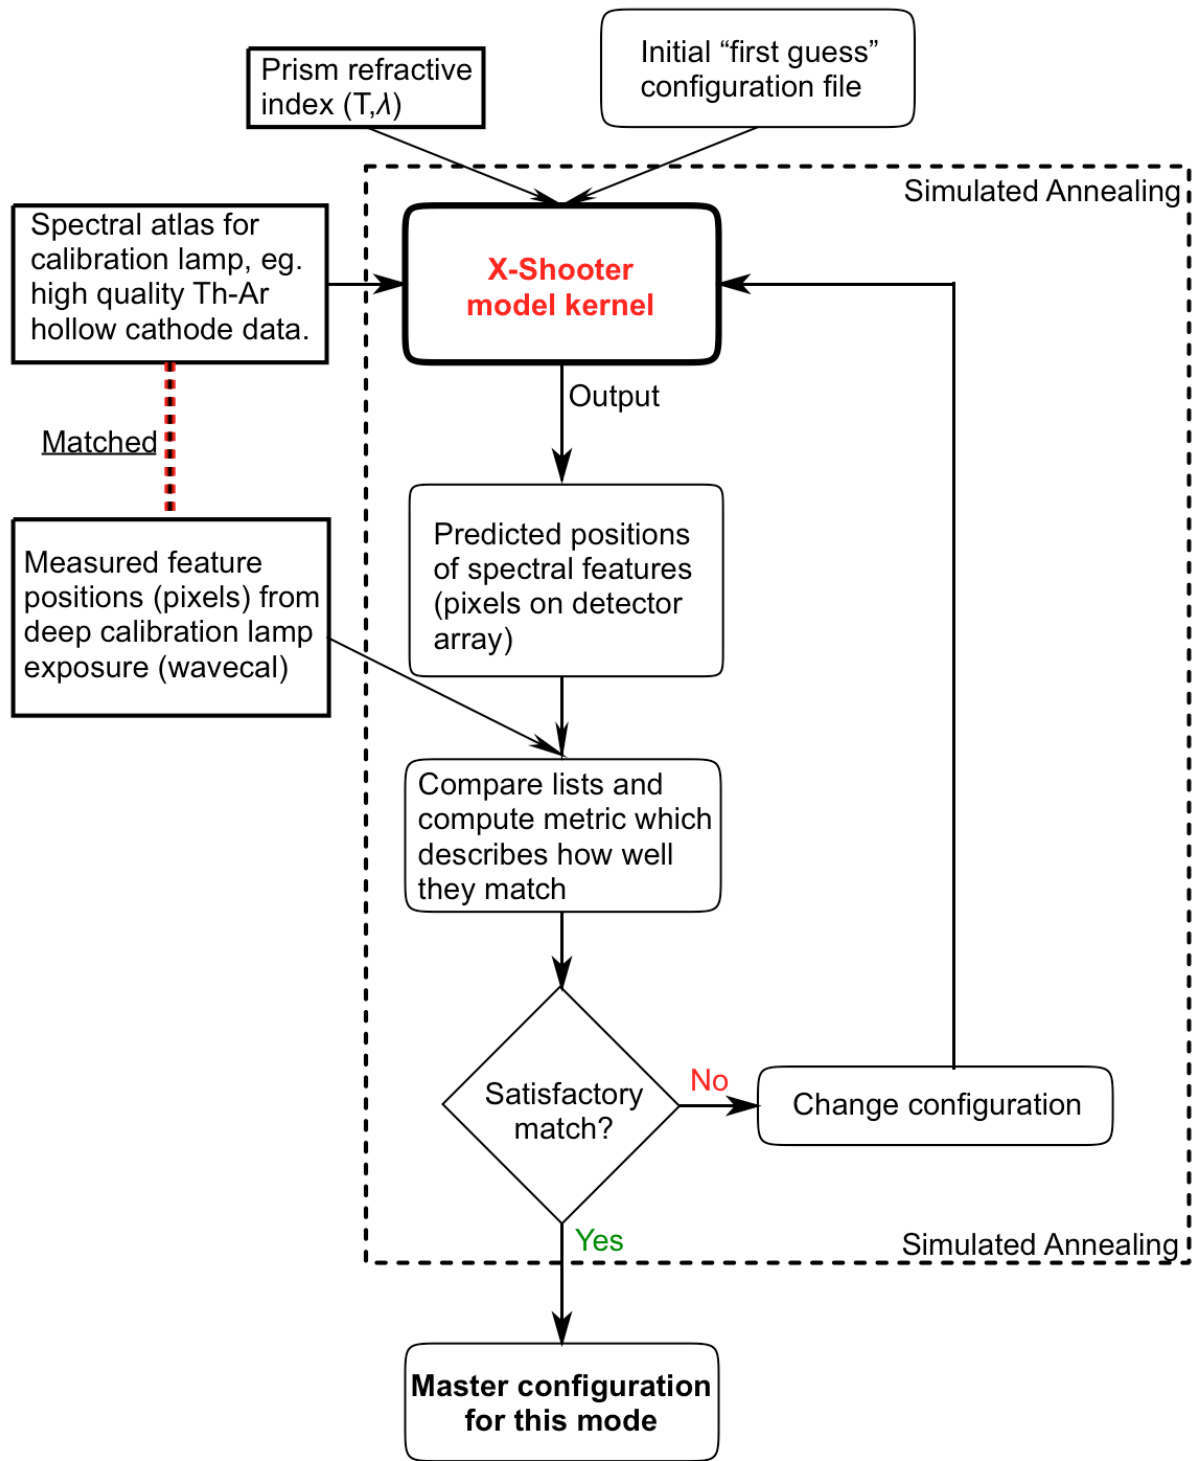 Prism refractive
index (T,λ)
Initial “first guess”
configuration file
Simulated Annealing
Spectral atlas for
calibration lamp, eg.
high quality Th-Ar
hollow cathode data.
X-Shooter
model kernel
Output
Matched
Measured feature
positions (pixels) from
deep calibration lamp
exposure (wavecal)
Predicted positions
of spectral features
(pixels on detector
array)
Compare lists and
compute metric which
describes how well
they match
Satisfactory
match?
No
Change configuration
Yes
Simulated Annealing
Master configuration
for this mode